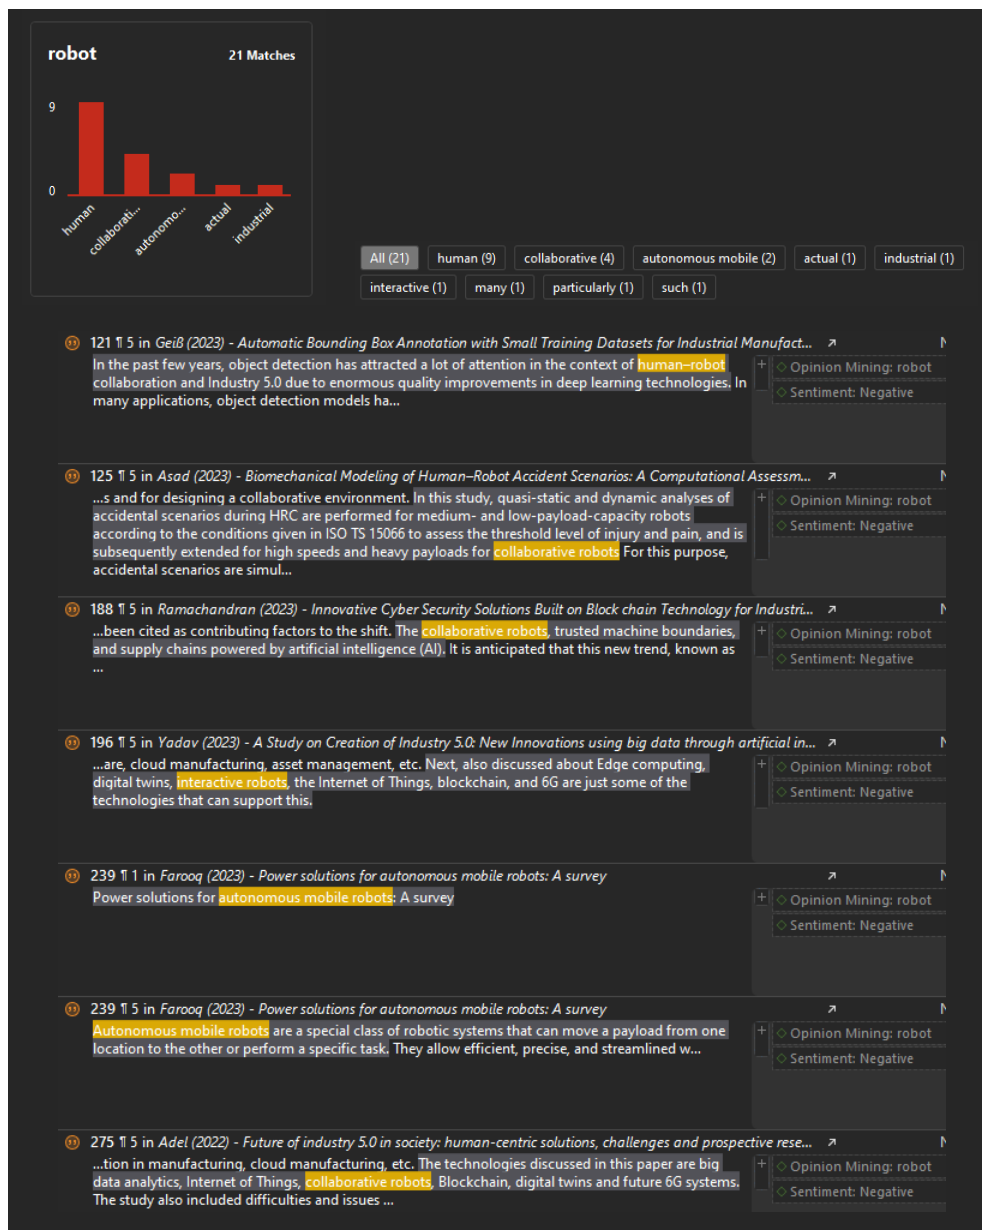 robot 21 Matches
9
0
human
collaborati...
autonomo...
actual
industrial
All (21) human (9) collaborative (4) autonomous mobile (2) actual (1) industrial (1)
interactive (1) many (1) particularly (1) such (1)
121 ¶ 5 in Geiß (2023) - Automatic Bounding Box Annotation with Small Training Datasets for Industrial Manufact... ↗
In the past few years, object detection has attracted a lot of attention in the context of human–robot
collaboration and Industry 5.0 due to enormous quality improvements in deep learning technologies. In
many applications, object detection models ha...
+ ◇ Opinion Mining: robot
◇ Sentiment: Negative
125 ¶ 5 in Asad (2023) - Biomechanical Modeling of Human–Robot Accident Scenarios: A Computational Assessm... ↗
...s and for designing a collaborative environment. In this study, quasi-static and dynamic analyses of
accidental scenarios during HRC are performed for medium- and low-payload-capacity robots
according to the conditions given in ISO TS 15066 to assess the threshold level of injury and pain, and is
subsequently extended for high speeds and heavy payloads for collaborative robots For this purpose,
accidental scenarios are simul...
+ ◇ Opinion Mining: robot
◇ Sentiment: Negative
188 ¶ 5 in Ramachandran (2023) - Innovative Cyber Security Solutions Built on Block chain Technology for Industri... ↗
...been cited as contributing factors to the shift. The collaborative robots, trusted machine boundaries,
and supply chains powered by artificial intelligence (AI). It is anticipated that this new trend, known as
...
+ ◇ Opinion Mining: robot
◇ Sentiment: Negative
196 ¶ 5 in Yadav (2023) - A Study on Creation of Industry 5.0: New Innovations using big data through artificial in... ↗
...are, cloud manufacturing, asset management, etc. Next, also discussed about Edge computing,
digital twins, interactive robots, the Internet of Things, blockchain, and 6G are just some of the
technologies that can support this.
+ ◇ Opinion Mining: robot
◇ Sentiment: Negative
239 ¶ 1 in Farooq (2023) - Power solutions for autonomous mobile robots: A survey ↗
Power solutions for autonomous mobile robots: A survey
+ ◇ Opinion Mining: robot
◇ Sentiment: Negative
239 ¶ 5 in Farooq (2023) - Power solutions for autonomous mobile robots: A survey ↗
Autonomous mobile robots are a special class of robotic systems that can move a payload from one
location to the other or perform a specific task. They allow efficient, precise, and streamlined w...
+ ◇ Opinion Mining: robot
◇ Sentiment: Negative
275 ¶ 5 in Adel (2022) - Future of industry 5.0 in society: human-centric solutions, challenges and prospective rese... ↗
...tion in manufacturing, cloud manufacturing, etc. The technologies discussed in this paper are big
data analytics, Internet of Things, collaborative robots, Blockchain, digital twins and future 6G systems.
The study also included difficulties and issues ...
+ ◇ Opinion Mining: robot
◇ Sentiment: Negative